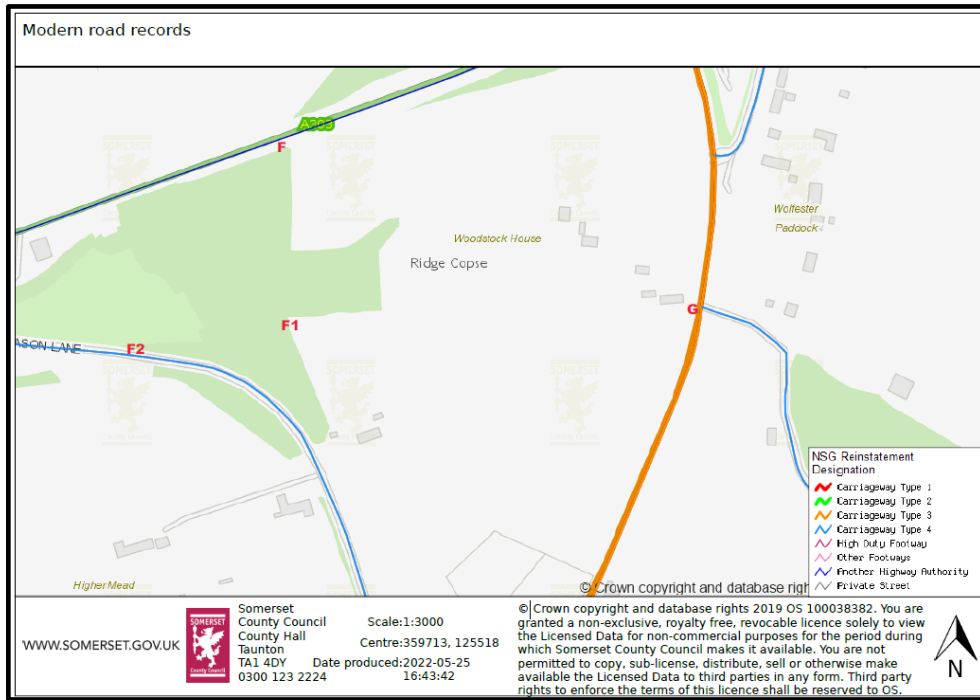 Modern road records
A303
F
Wolfester
Paddock
Woodstock House
Ridge Copse
F1
G
ASON LANE
F2
NSG Reinstatement
Designation
Carriageway Type 1
Carriageway Type 2
Carriageway Type 3
Carriageway Type 4
High Duty Footway
Other Footways
Another Highway Authority
Private Street
Higher Mead
© Crown copyright and database righ
WWW.SOMERSET.GOV.UK
SOMERSET
County Council
Somerset
County Council
County Hall
Taunton
TA1 4DY
0300 123 2224
Scale:1:3000
Centre:359713, 125518
Date produced:2022-05-25
16:43:42
© Crown copyright and database rights 2019 OS 100038382. You are
granted a non-exclusive, royalty free, revocable licence solely to view
the Licensed Data for non-commercial purposes for the period during
which Somerset County Council makes it available. You are not
permitted to copy, sub-license, distribute, sell or otherwise make
available the Licensed Data to third parties in any form. Third party
rights to enforce the terms of this licence shall be reserved to OS.
N